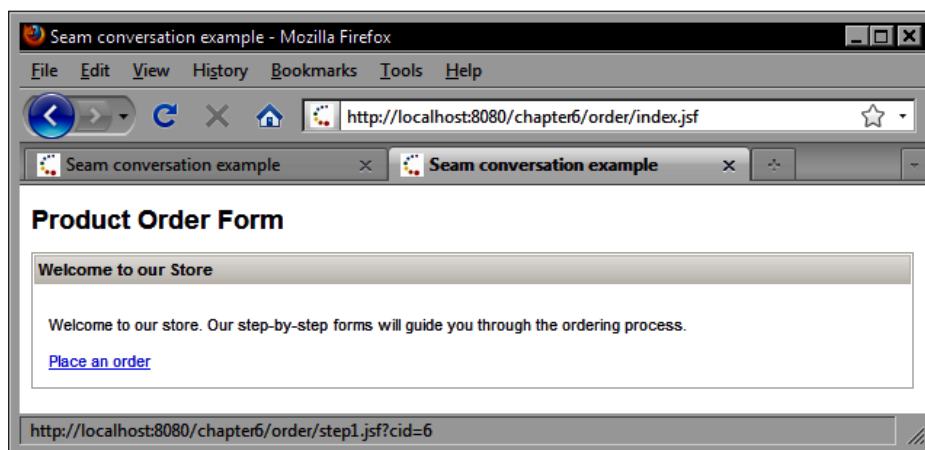 Seam conversation example - Mozilla Firefox
File Edit View History Bookmarks Tools Help
http://localhost:8080/chapter6/order/index.jsf
Seam conversation example
Seam conversation example
Product Order Form
Welcome to our Store
Welcome to our store. Our step-by-step forms will guide you through the ordering process.
Place an order
http://localhost:8080/chapter6/order/step1.jsf?cid=6